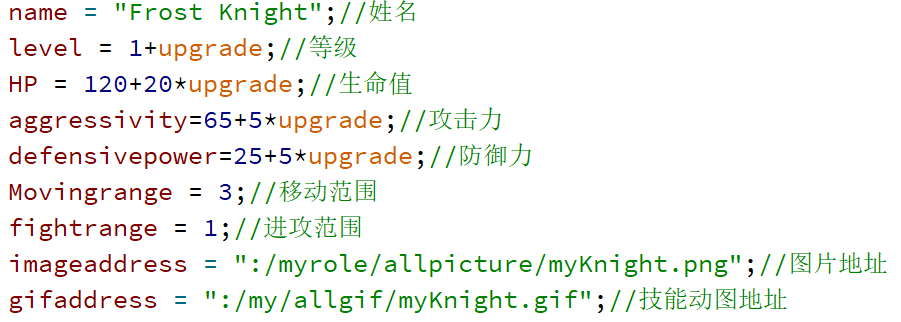 name = "Frost Knight";//姓名
level = 1+upgrade;//等级
HP = 120+20*upgrade;//生命值
aggressivity=65+5*upgrade;//攻击力
defensivepower=25+5*upgrade;//防御力
Movingrange = 3;//移动范围
fightrange = 1;//进攻范围
imageaddress = ":/myrole/allpicture/myKnight.png";//图片地址
gifaddress = ":/my/allgif/myKnight.gif";//技能动图地址